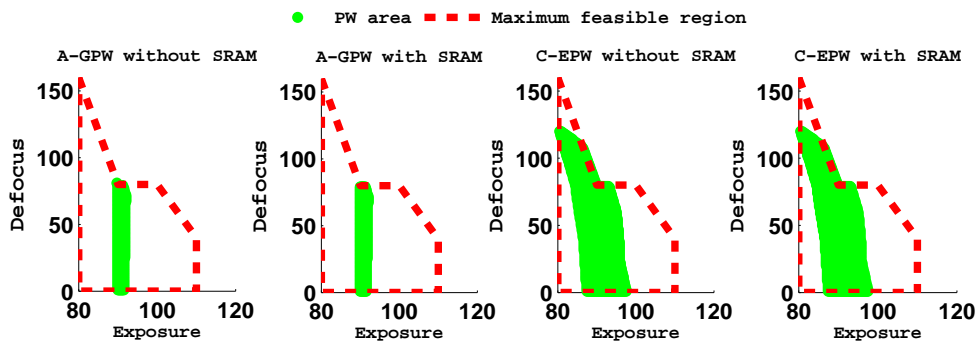 PW area Maximum feasible region
A-GPW without SRAM
A-GPW with SRAM
C-EPW without SRAM
C-EPW with SRAM
Defocus
150
100
50
0
80 100 120
Exposure
Defocus
150
100
50
0
80 100 120
Exposure
Defocus
150
100
50
0
80 100 120
Exposure
Defocus
150
100
50
0
80 100 120
Exposure